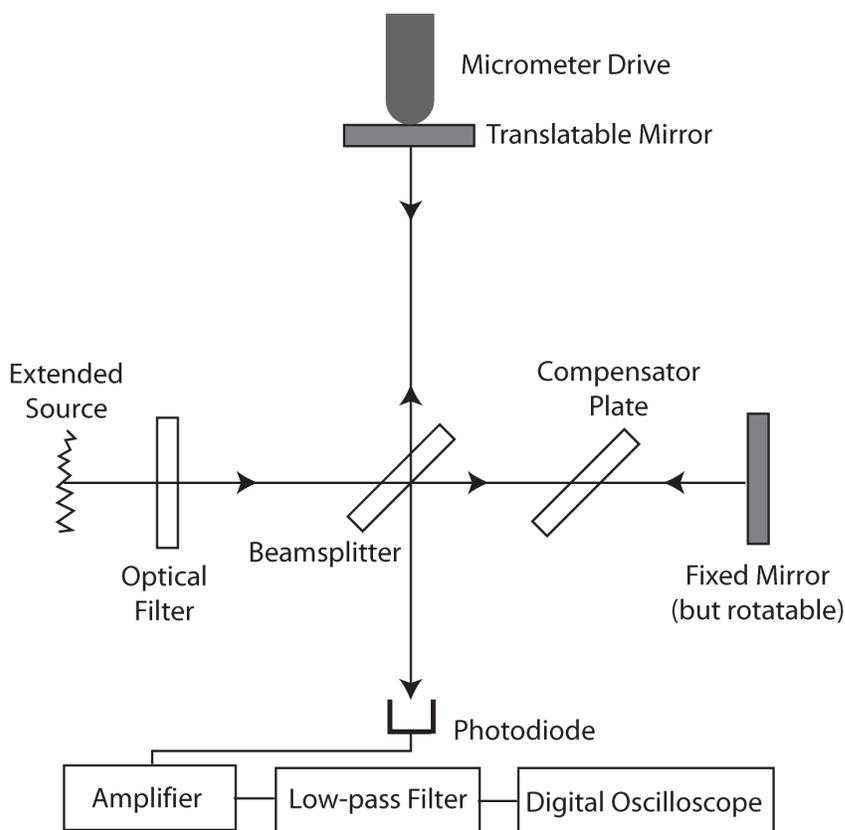 Micrometer Drive
Translatable Mirror
Extended
Source
Compensator
Plate
Beamsplitter
Optical
Filter
Fixed Mirror
(but rotatable)
Photodiode
Amplifier
Low-pass Filter
Digital Oscilloscope